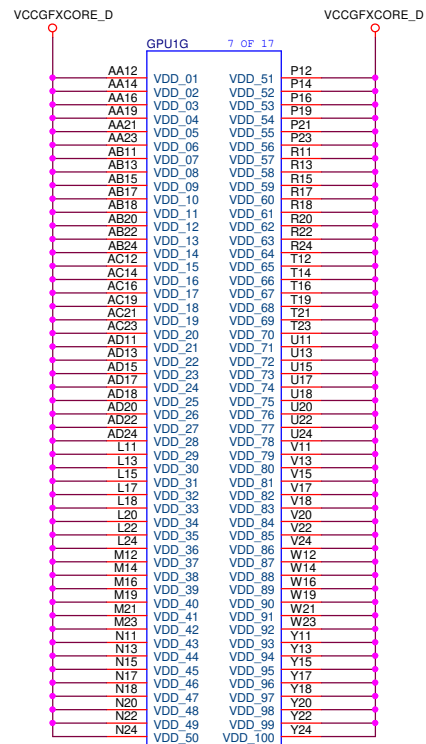 VCCGFXCORE_D VCCGFXCORE_D
GPU1G 7 OF 17
AA12 VDD_01 VDD_51 P12
AA14 VDD_02 VDD_52 P14
AA16 VDD_03 VDD_53 P16
AA19 VDD_04 VDD_54 P19
AA21 VDD_05 VDD_55 P21
AA23 VDD_06 VDD_56 P23
AB11 VDD_07 VDD_57 R11
AB13 VDD_08 VDD_58 R13
AB15 VDD_09 VDD_59 R15
AB17 VDD_10 VDD_60 R17
AB18 VDD_11 VDD_61 R18
AB20 VDD_12 VDD_62 R20
AB22 VDD_13 VDD_63 R22
AB24 VDD_14 VDD_64 R24
AC12 VDD_15 VDD_65 T12
AC14 VDD_16 VDD_66 T14
AC16 VDD_17 VDD_67 T16
AC19 VDD_18 VDD_68 T19
AC21 VDD_19 VDD_69 T21
AC23 VDD_20 VDD_70 T23
AD11 VDD_21 VDD_71 U11
AD13 VDD_22 VDD_72 U13
AD15 VDD_23 VDD_73 U15
AD17 VDD_24 VDD_74 U17
AD18 VDD_25 VDD_75 U18
AD20 VDD_26 VDD_76 U20
AD22 VDD_27 VDD_77 U22
AD24 VDD_28 VDD_78 U24
L11 VDD_29 VDD_79 V11
L13 VDD_30 VDD_80 V13
L15 VDD_31 VDD_81 V15
L17 VDD_32 VDD_82 V17
L18 VDD_33 VDD_83 V18
L20 VDD_34 VDD_84 V20
L22 VDD_35 VDD_85 V22
L24 VDD_36 VDD_86 V24
M12 VDD_37 VDD_87 W12
M14 VDD_38 VDD_88 W14
M16 VDD_39 VDD_89 W16
M19 VDD_40 VDD_90 W19
M21 VDD_41 VDD_91 W21
M23 VDD_42 VDD_92 W23
N11 VDD_43 VDD_93 Y11
N13 VDD_44 VDD_94 Y13
N15 VDD_45 VDD_95 Y15
N17 VDD_46 VDD_96 Y17
N18 VDD_47 VDD_97 Y18
N20 VDD_48 VDD_98 Y20
N22 VDD_49 VDD_99 Y22
N24 VDD_50 VDD_100 Y24